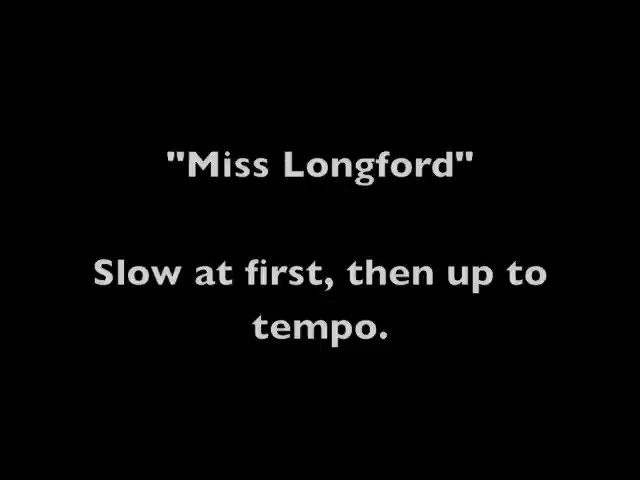 "Miss Longford"
Slow at first, then up to
tempo.